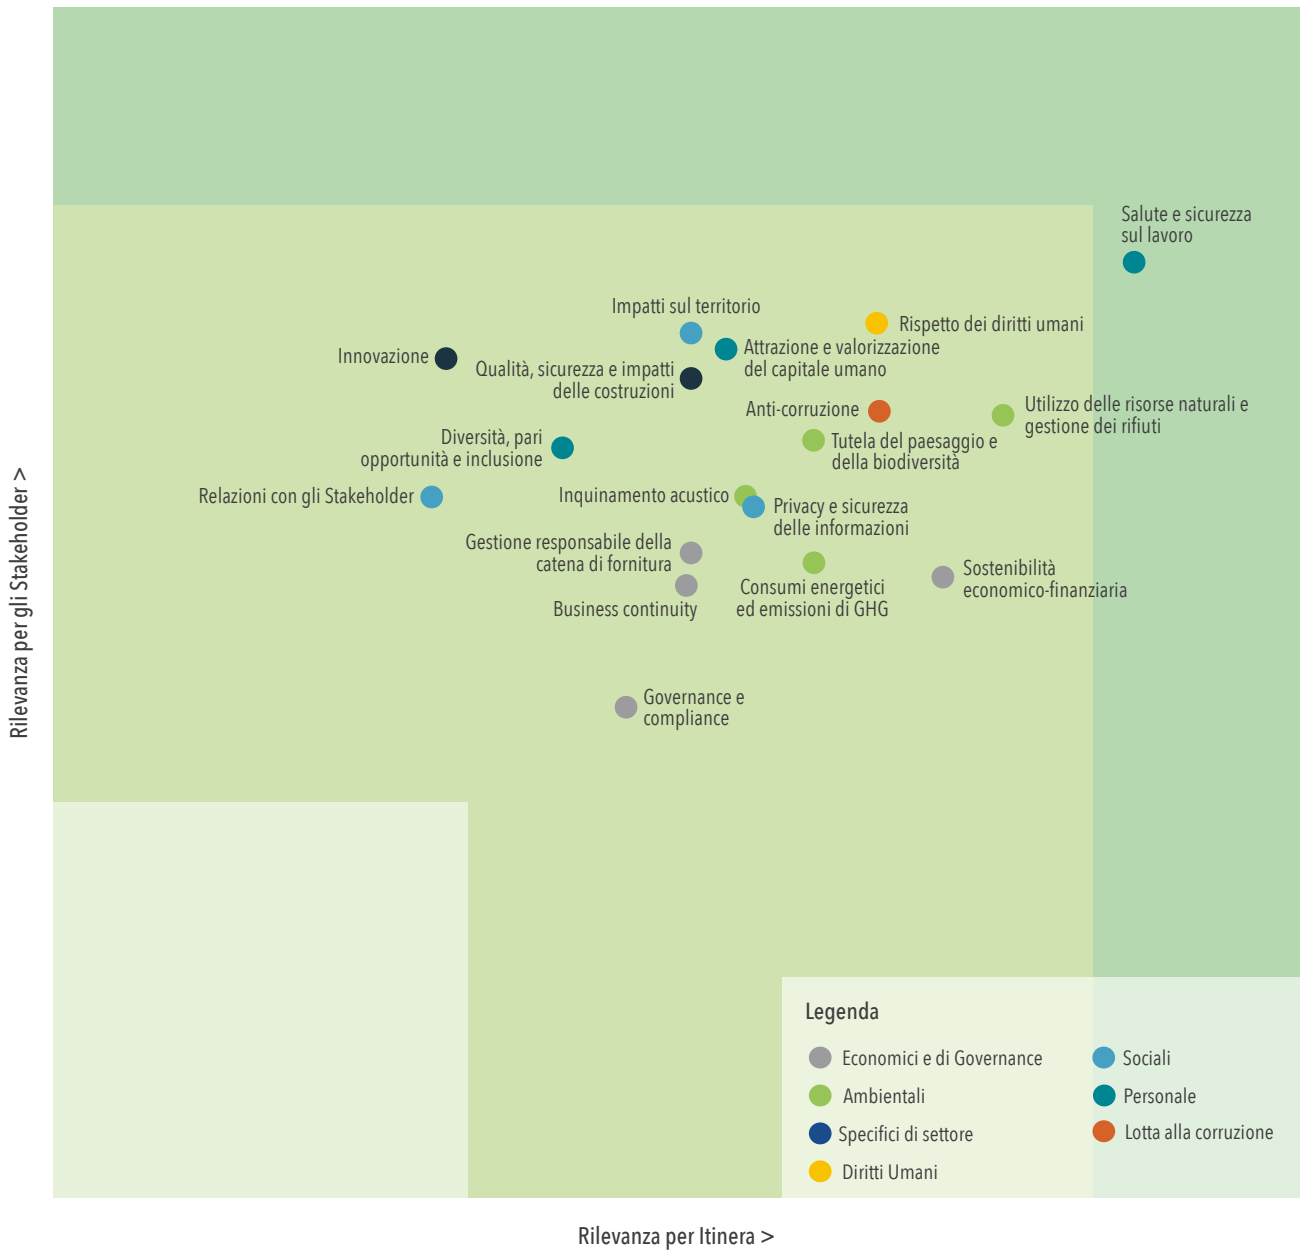 Salute e sicurezza
sul lavoro
Impatti sul territorio
Rispetto dei diritti umani
Innovazione
Attrazione e valorizzazione
del capitale umano
Qualità, sicurezza e impatti
delle costruzioni
Anti-corruzione
Utilizzo delle risorse naturali e
gestione dei rifiuti
Diversità, pari
opportunità e inclusione
Tutela del paesaggio e
della biodiversità
Relazioni con gli Stakeholder
Inquinamento acustico
Privacy e sicurezza
delle informazioni
Gestione responsabile della
catena di fornitura
Business continuity
Consumi energetici
ed emissioni di GHG
Sostenibilità
economico-finanziaria
Governance e
compliance
Rilevanza per gli Stakeholder >
Legenda
Economici e di Governance
Ambientali
Specifici di settore
Diritti Umani
Sociali
Personale
Lotta alla corruzione
Rilevanza per Itinera >